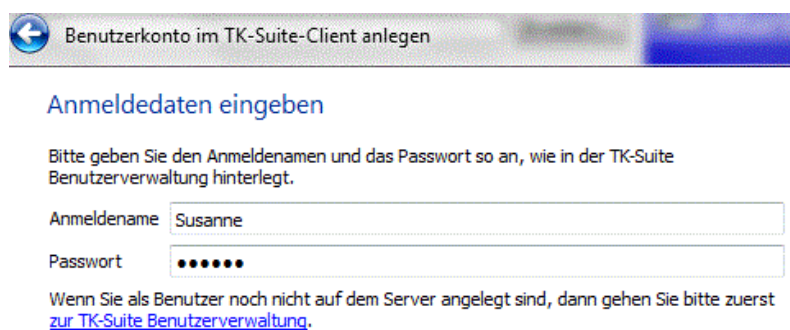 Benutzerkonto im TK-Suite-Client anlegen
Anmeldedaten eingeben
Bitte geben Sie den Anmeldenamen und das Passwort so an, wie in der TK-Suite
Benutzerverwaltung hinterlegt.
Anmeldename Susanne
Passwort ●●●●●●
Wenn Sie als Benutzer noch nicht auf dem Server angelegt sind, dann gehen Sie bitte zuerst
zur TK-Suite Benutzerverwaltung.